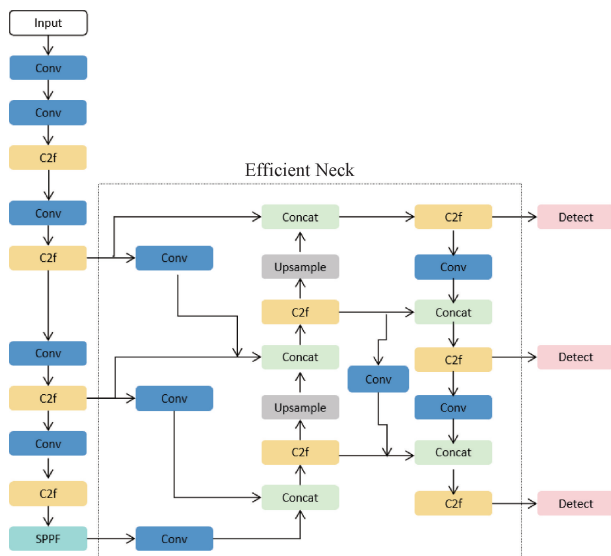 Input
Conv
Conv
C2f
Efficient Neck
Conv
Concat
C2f
Detect
C2f
Conv
Upsample
Conv
C2f
Concat
Conv
Concat
C2f
Detect
Conv
C2f
Conv
Upsample
Conv
Conv
C2f
Concat
C2f
Concat
C2f
Detect
SPPF
Conv